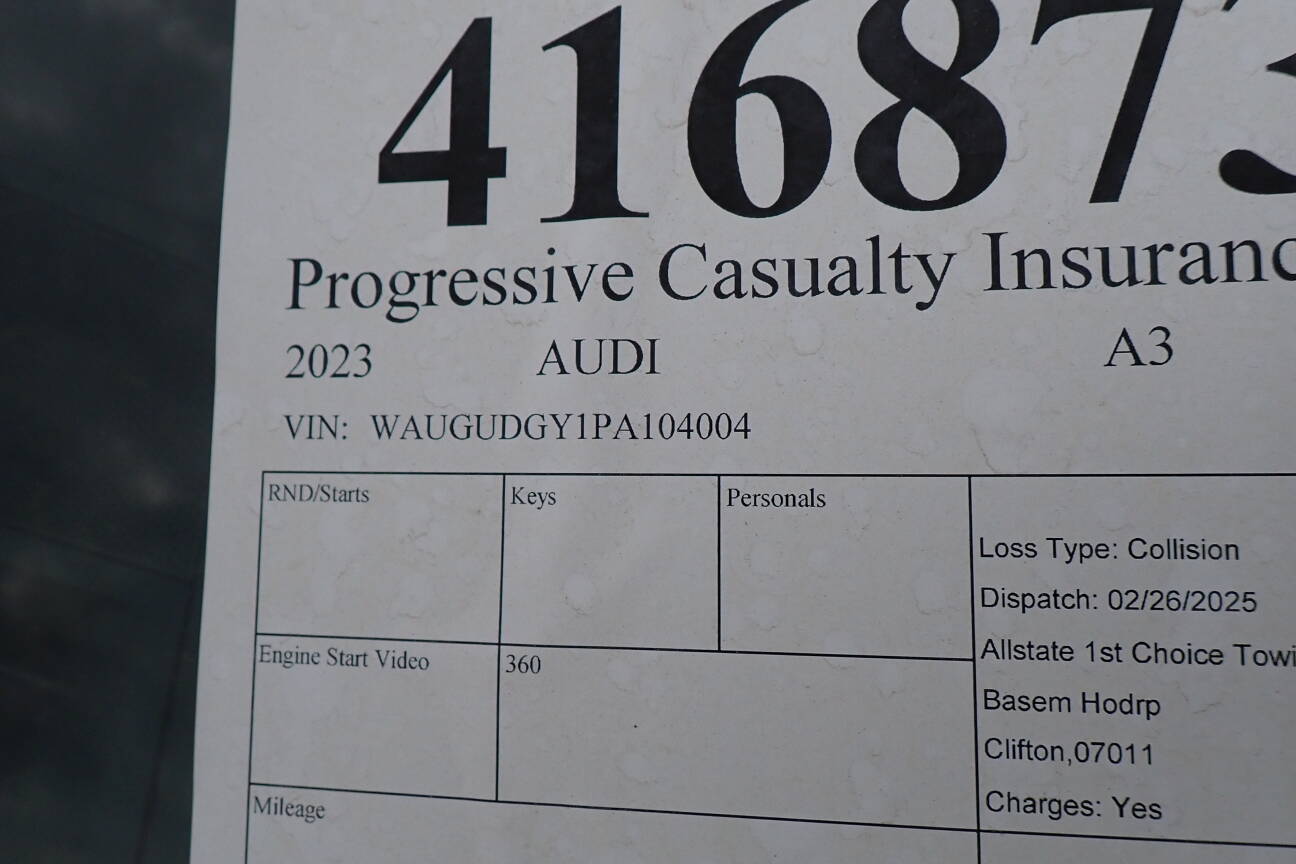 416873
Progressive Casualty Insuranc
2023 AUDI A3
VIN: WAUGUDGY1PA104004
RND/Starts Keys Personals
Loss Type: Collision
Dispatch: 02/26/2025
Engine Start Video 360
Allstate 1st Choice Towi
Basem Hodrp
Clifton,07011
Charges: Yes
Mileage